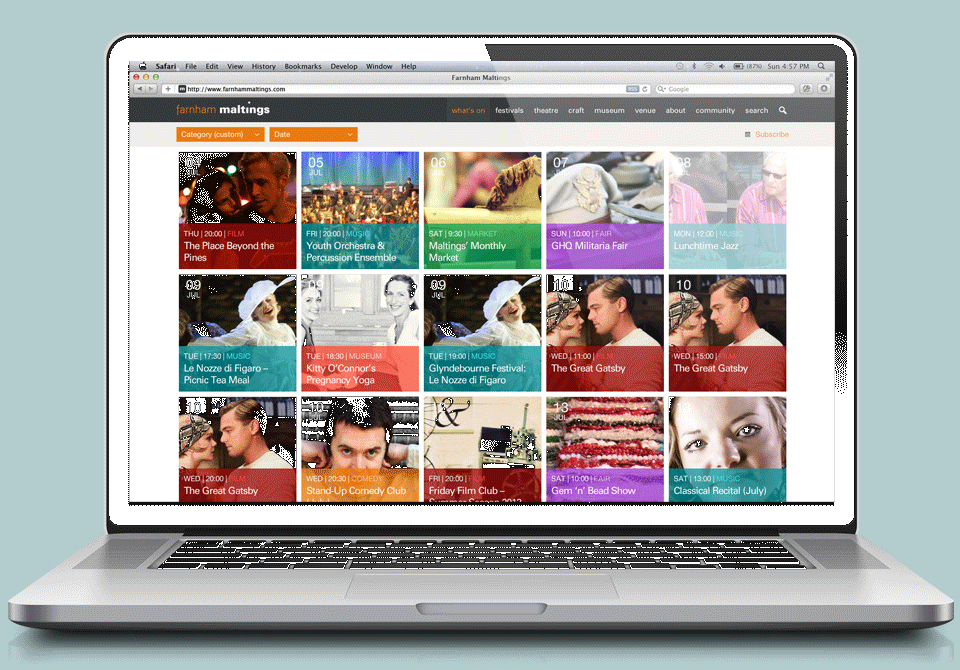 Safari File Edit View History Bookmarks Develop Window Help (87%) Sun 4:57 PM
Farnham Maltings
http://www.farnhammaltings.com Google
farnham maltings what's on festivals theatre craft museum venue about community search
Category (custom) Date Subscribe
05 06 07 08
JUL
THU | 20:00 | FILM
The Place Beyond the
Pines
FRI | 20:00 | MUSIC
Youth Orchestra &
Percussion Ensemble
SAT | 9:30 | MARKET
Maltings' Monthly
Market
SUN | 10:00 | FAIR
GHQ Militaria Fair
MON | 12:00 | MUSIC
Lunchtime Jazz
09 09 09 10 10
JUL JUL
TUE | 17:30 | MUSIC
Le Nozze di Figaro –
Picnic Tea Meal
TUE | 18:30 | MUSEUM
Kitty O'Connor's
Pregnancy Yoga
TUE | 19:00 | MUSIC
Glyndebourne Festival:
Le Nozze di Figaro
WED | 11:00 | FILM
The Great Gatsby
WED | 15:00 | FILM
The Great Gatsby
10 10 13
&
WED | 20:00 | FILM
The Great Gatsby
WED | 20:30 | COMEDY
Stand-Up Comedy Club
FRI | 20:00 |
Friday Film Club –
Summer Season 2013
SAT | 10:00 | FAIR
Gem 'n' Bead Show
SAT | 13:00 | MUSIC
Classical Recital (July)